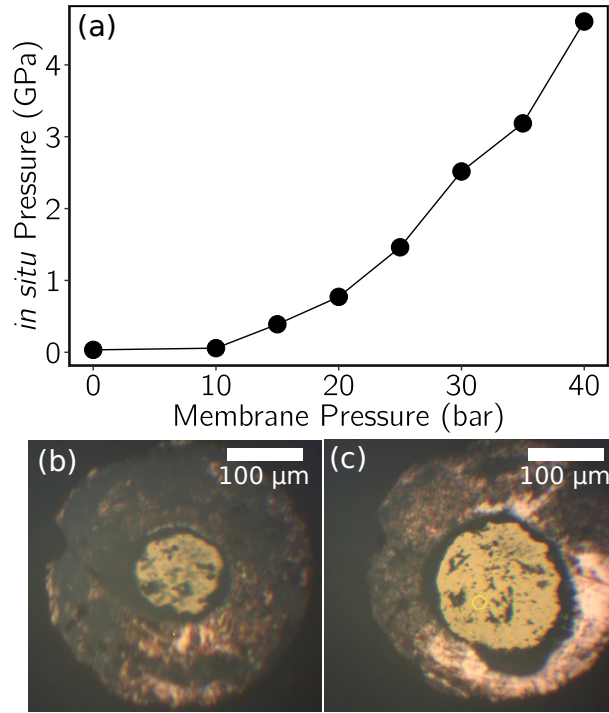 (a)
in situ Pressure (GPa)
4
3
2
1
0
0 10 20 30 40
Membrane Pressure (bar)
(b)
100 μm
(c)
100 μm